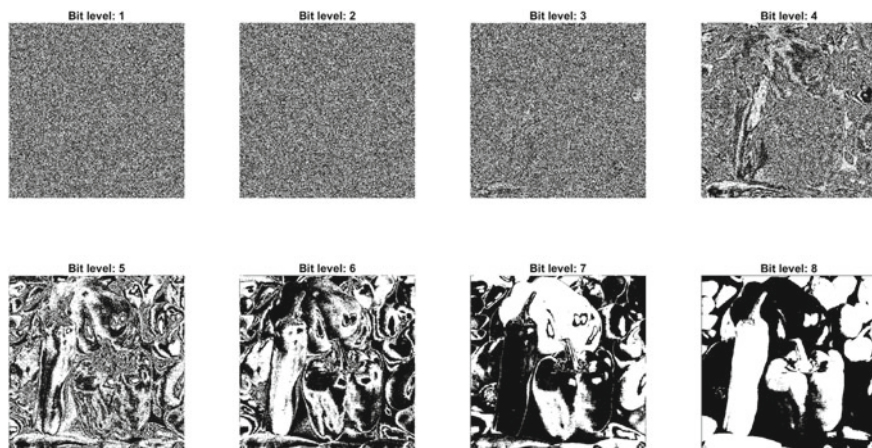 Bit level: 1
Bit level: 2
Bit level: 3
Bit level: 4
Bit level: 5
Bit level: 6
Bit level: 7
Bit level: 8